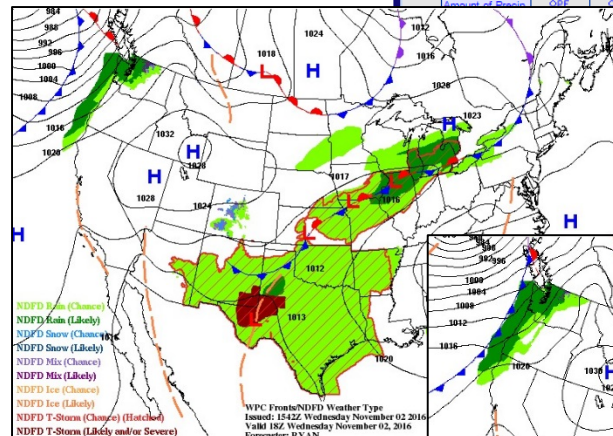 Amount of Precip
QPF
984
988
992
996
1000
1004
1008
1016
1020
1024
1018
L
H
1012
1016
1020
1023
H
1032
H
1028
H
1028
1024
1017
L
L
1016
L
H
H
1012
1013
L
1020
NDFD Rain (Chance)
NDFD Rain (Likely)
NDFD Snow (Chance)
NDFD Snow (Likely)
NDFD Mix (Chance)
NDFD Mix (Likely)
NDFD Ice (Chance)
NDFD Ice (Likely)
NDFD T-Storm (Chance) (Hatched)
NDFD T-Storm (Likely and/or Severe)
WPC Fronts/NDFD Weather Type
Issued: 1542Z Wednesday November 02 2016
Valid 18Z Wednesday November 02, 2016
Forecaster: RYAN
988
992
996
1000
1004
1012
1016
1020
1030
H